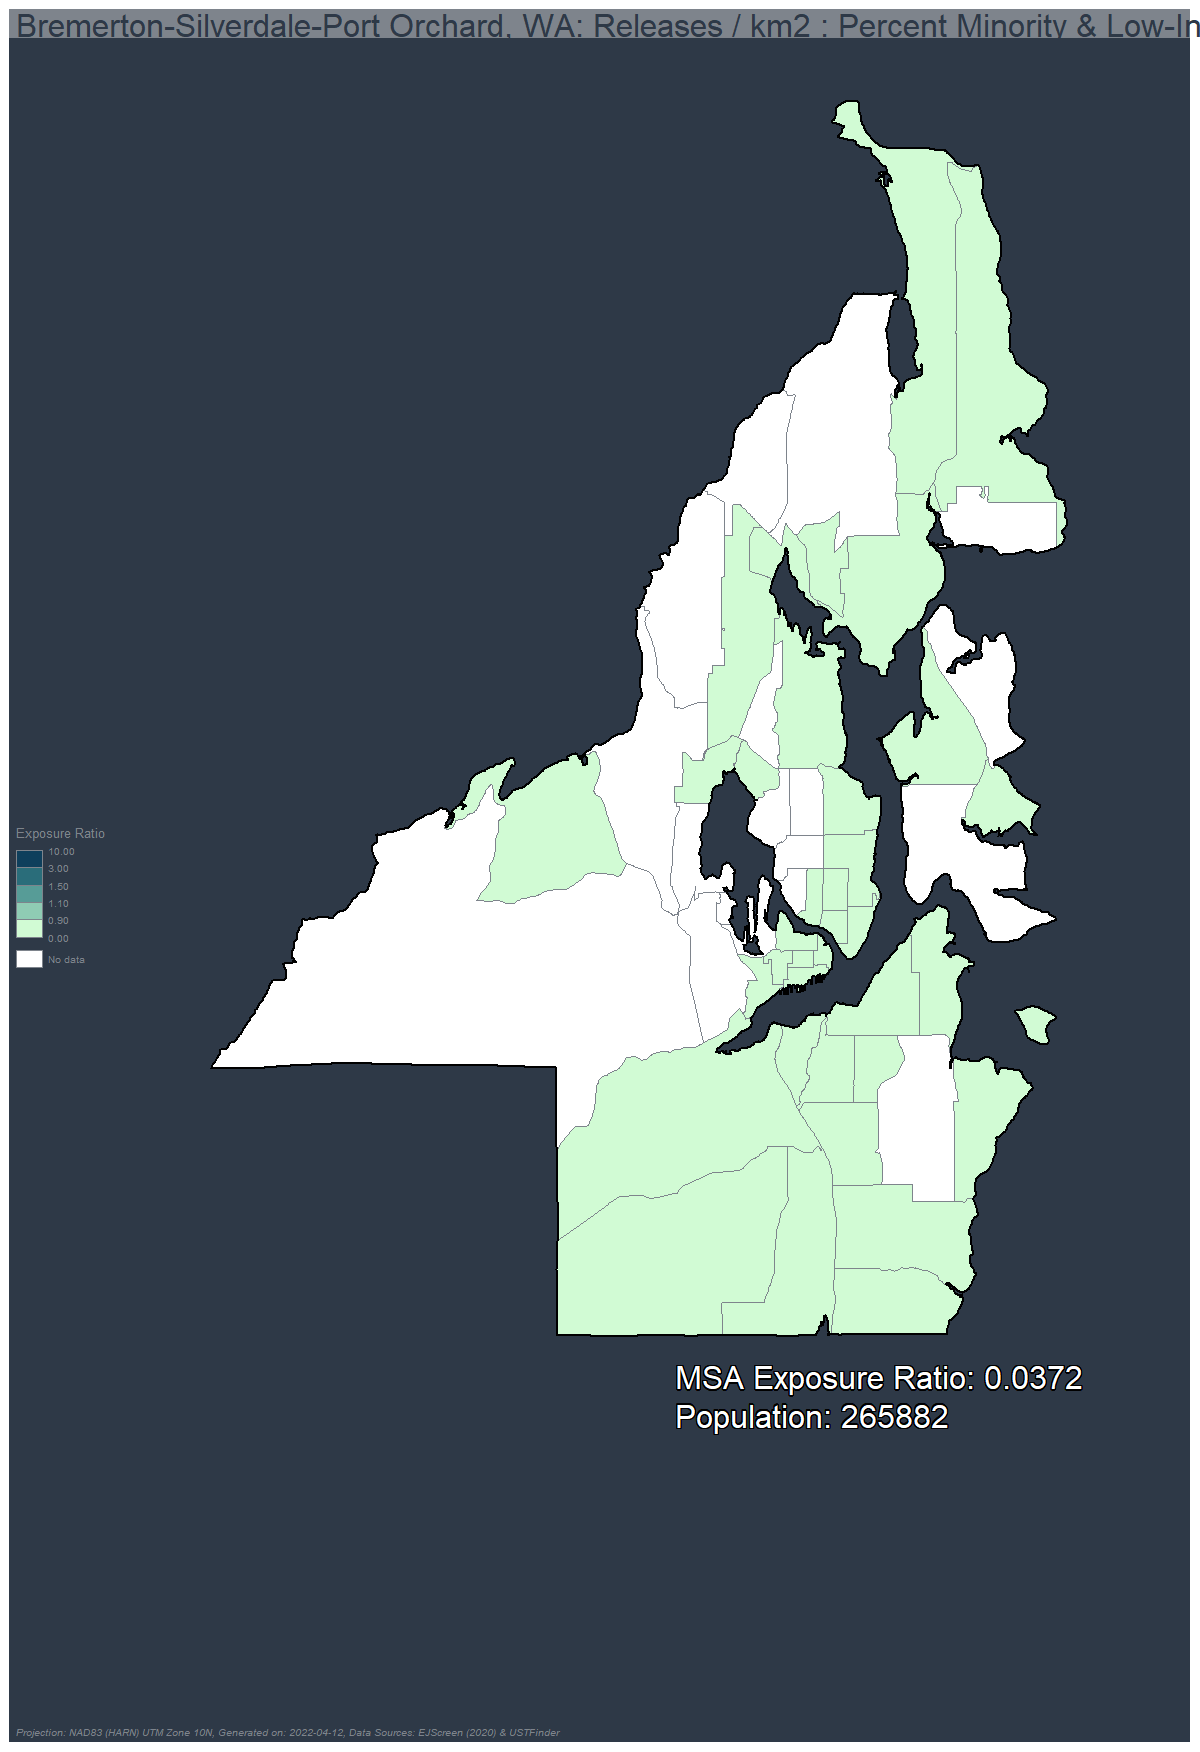 Bremerton-Silverdale-Port Orchard, WA: Releases / km2 : Percent Minority & Low-In
Exposure Ratio
10.00
3.00
1.50
1.10
0.90
0.00
No data
MSA Exposure Ratio: 0.0372
Population: 265882
Projection: NAD83 (HARN) UTM Zone 10N, Generated on: 2022-04-12, Data Sources: EJScreen (2020) & USTFinder